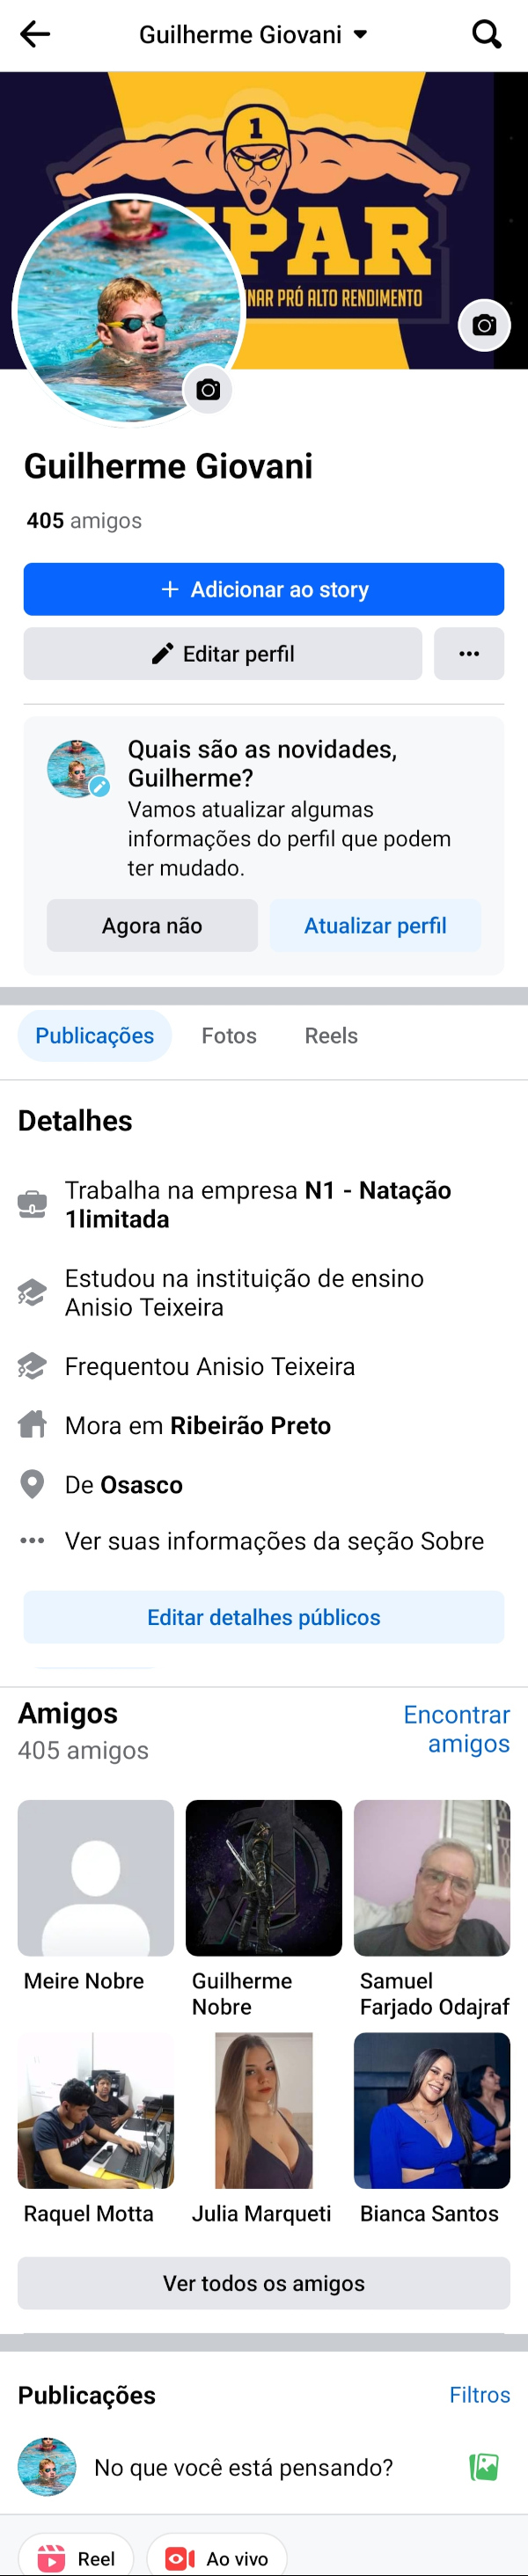 Guilherme Giovani
1
PAR
NAR PRÓ ALTO RENDIMENTO
Guilherme Giovani
405 amigos
+ Adicionar ao story
Editar perfil
Quais são as novidades,
Guilherme?
Vamos atualizar algumas
informações do perfil que podem
ter mudado.
Agora não
Atualizar perfil
Publicações
Fotos
Reels
Detalhes
Trabalha na empresa N1 - Natação
1limitada
Estudou na instituição de ensino
Anisio Teixeira
Frequentou Anisio Teixeira
Mora em Ribeirão Preto
De Osasco
Ver suas informações da seção Sobre
Editar detalhes públicos
Amigos
405 amigos
Encontrar
amigos
Meire Nobre
Guilherme
Nobre
Samuel
Farjado Odajraf
Raquel Motta
Julia Marqueti
Bianca Santos
Ver todos os amigos
Publicações
Filtros
No que você está pensando?
Reel
Ao vivo